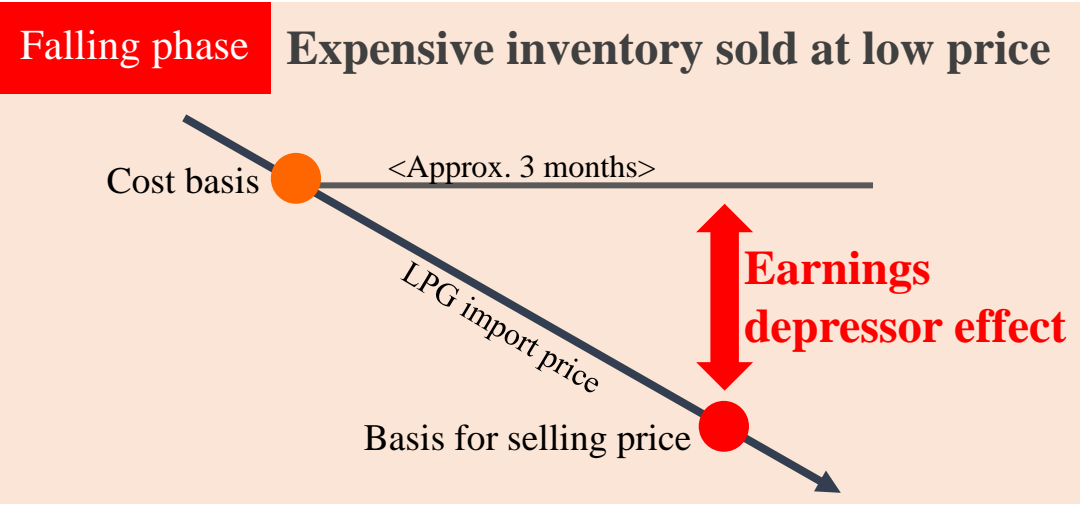 Falling phase
Expensive inventory sold at low price
<Approx. 3 months>
Cost basis
LPG import price
Earnings
depressor effect
Basis for selling price